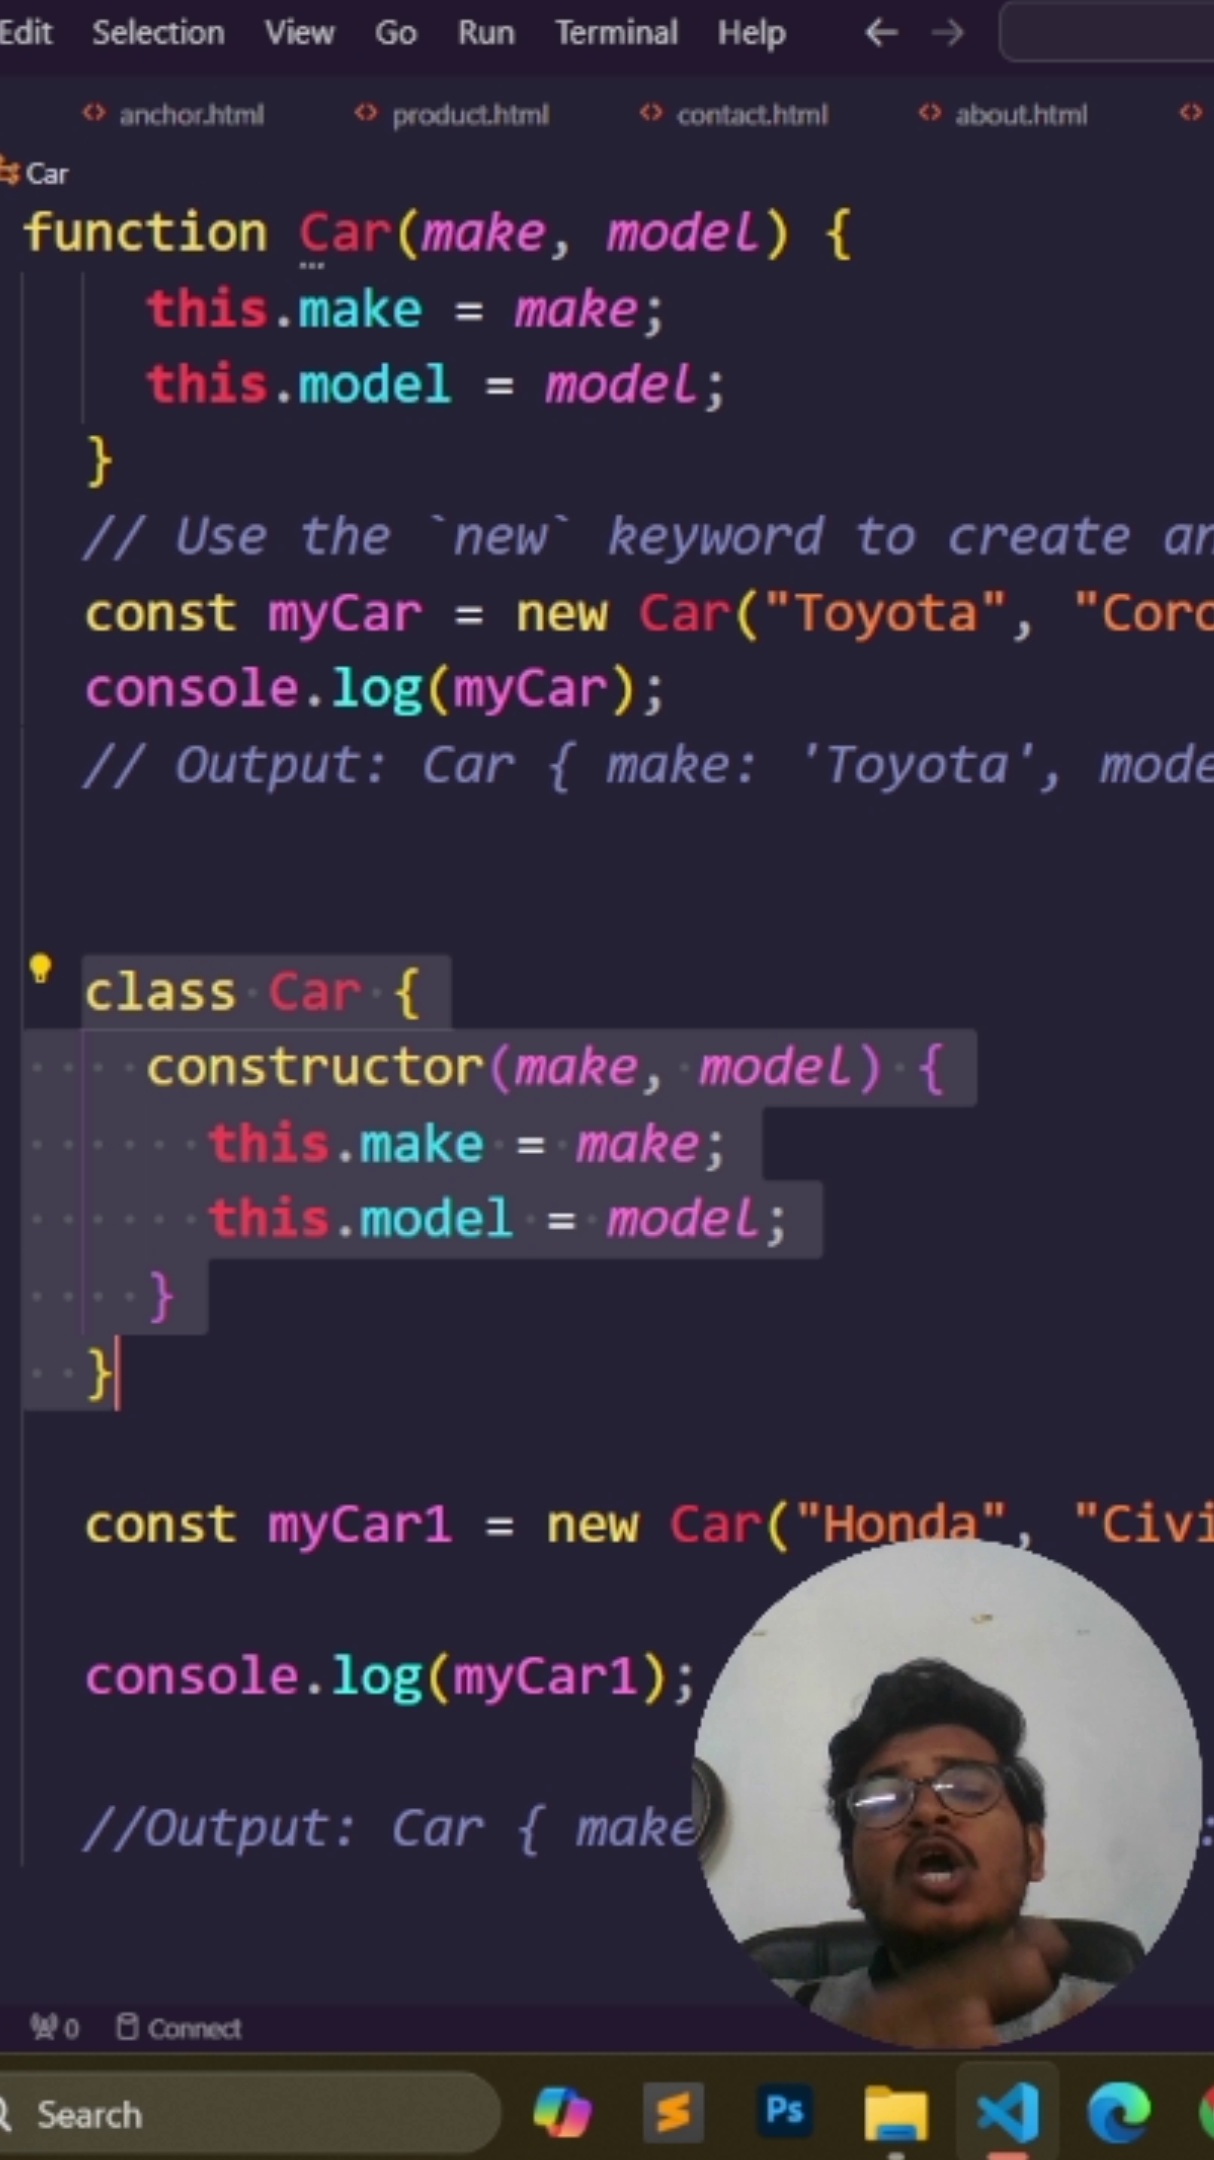 Edit Selection View Go Run Terminal Help
anchor.html product.html contact.html about.html
Car
function Car(make, model) {
this.make = make;
this.model = model;
}
// Use the `new` keyword to create an
const myCar = new Car("Toyota", "Coro
console.log(myCar);
// Output: Car { make: 'Toyota', mode
class Car {
constructor(make, model) {
this.make = make;
this.model = model;
}
}
const myCar1 = new Car("Honda", "Civi
console.log(myCar1);
//Output: Car { make :
0 Connect
Search
Ps